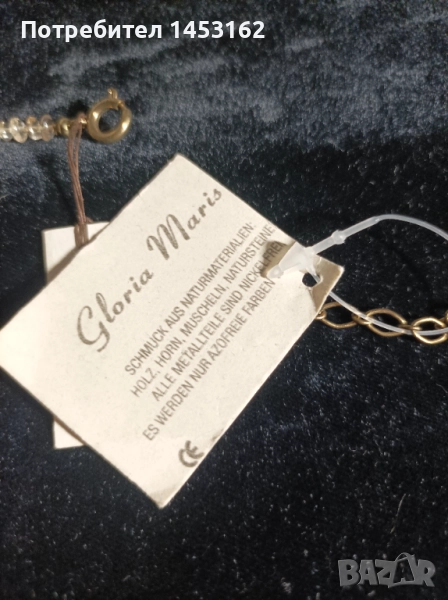 Потребител 1453162
Gloria Maris
SCHMUCK AUS NATURMATERIALIEN:
HOLZ, HORN, MUSCHELN, NATURSTEINE
ALLE METALLTEILE SIND NICKELFREI
ES WERDEN NUR AZOFREIE FARBEN
CE
BAZAR